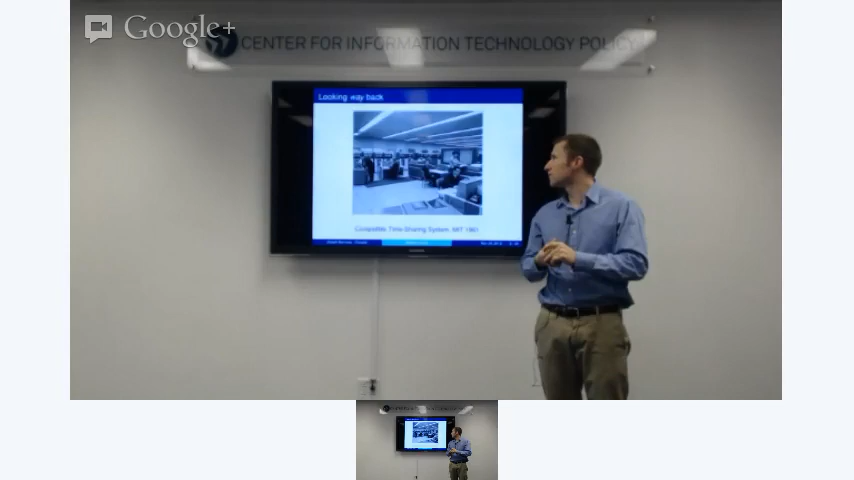 Google+
CENTER FOR INFORMATION TECHNOLOGY POLICY
Looking way back
Compatible Time-Sharing System, MIT 1961